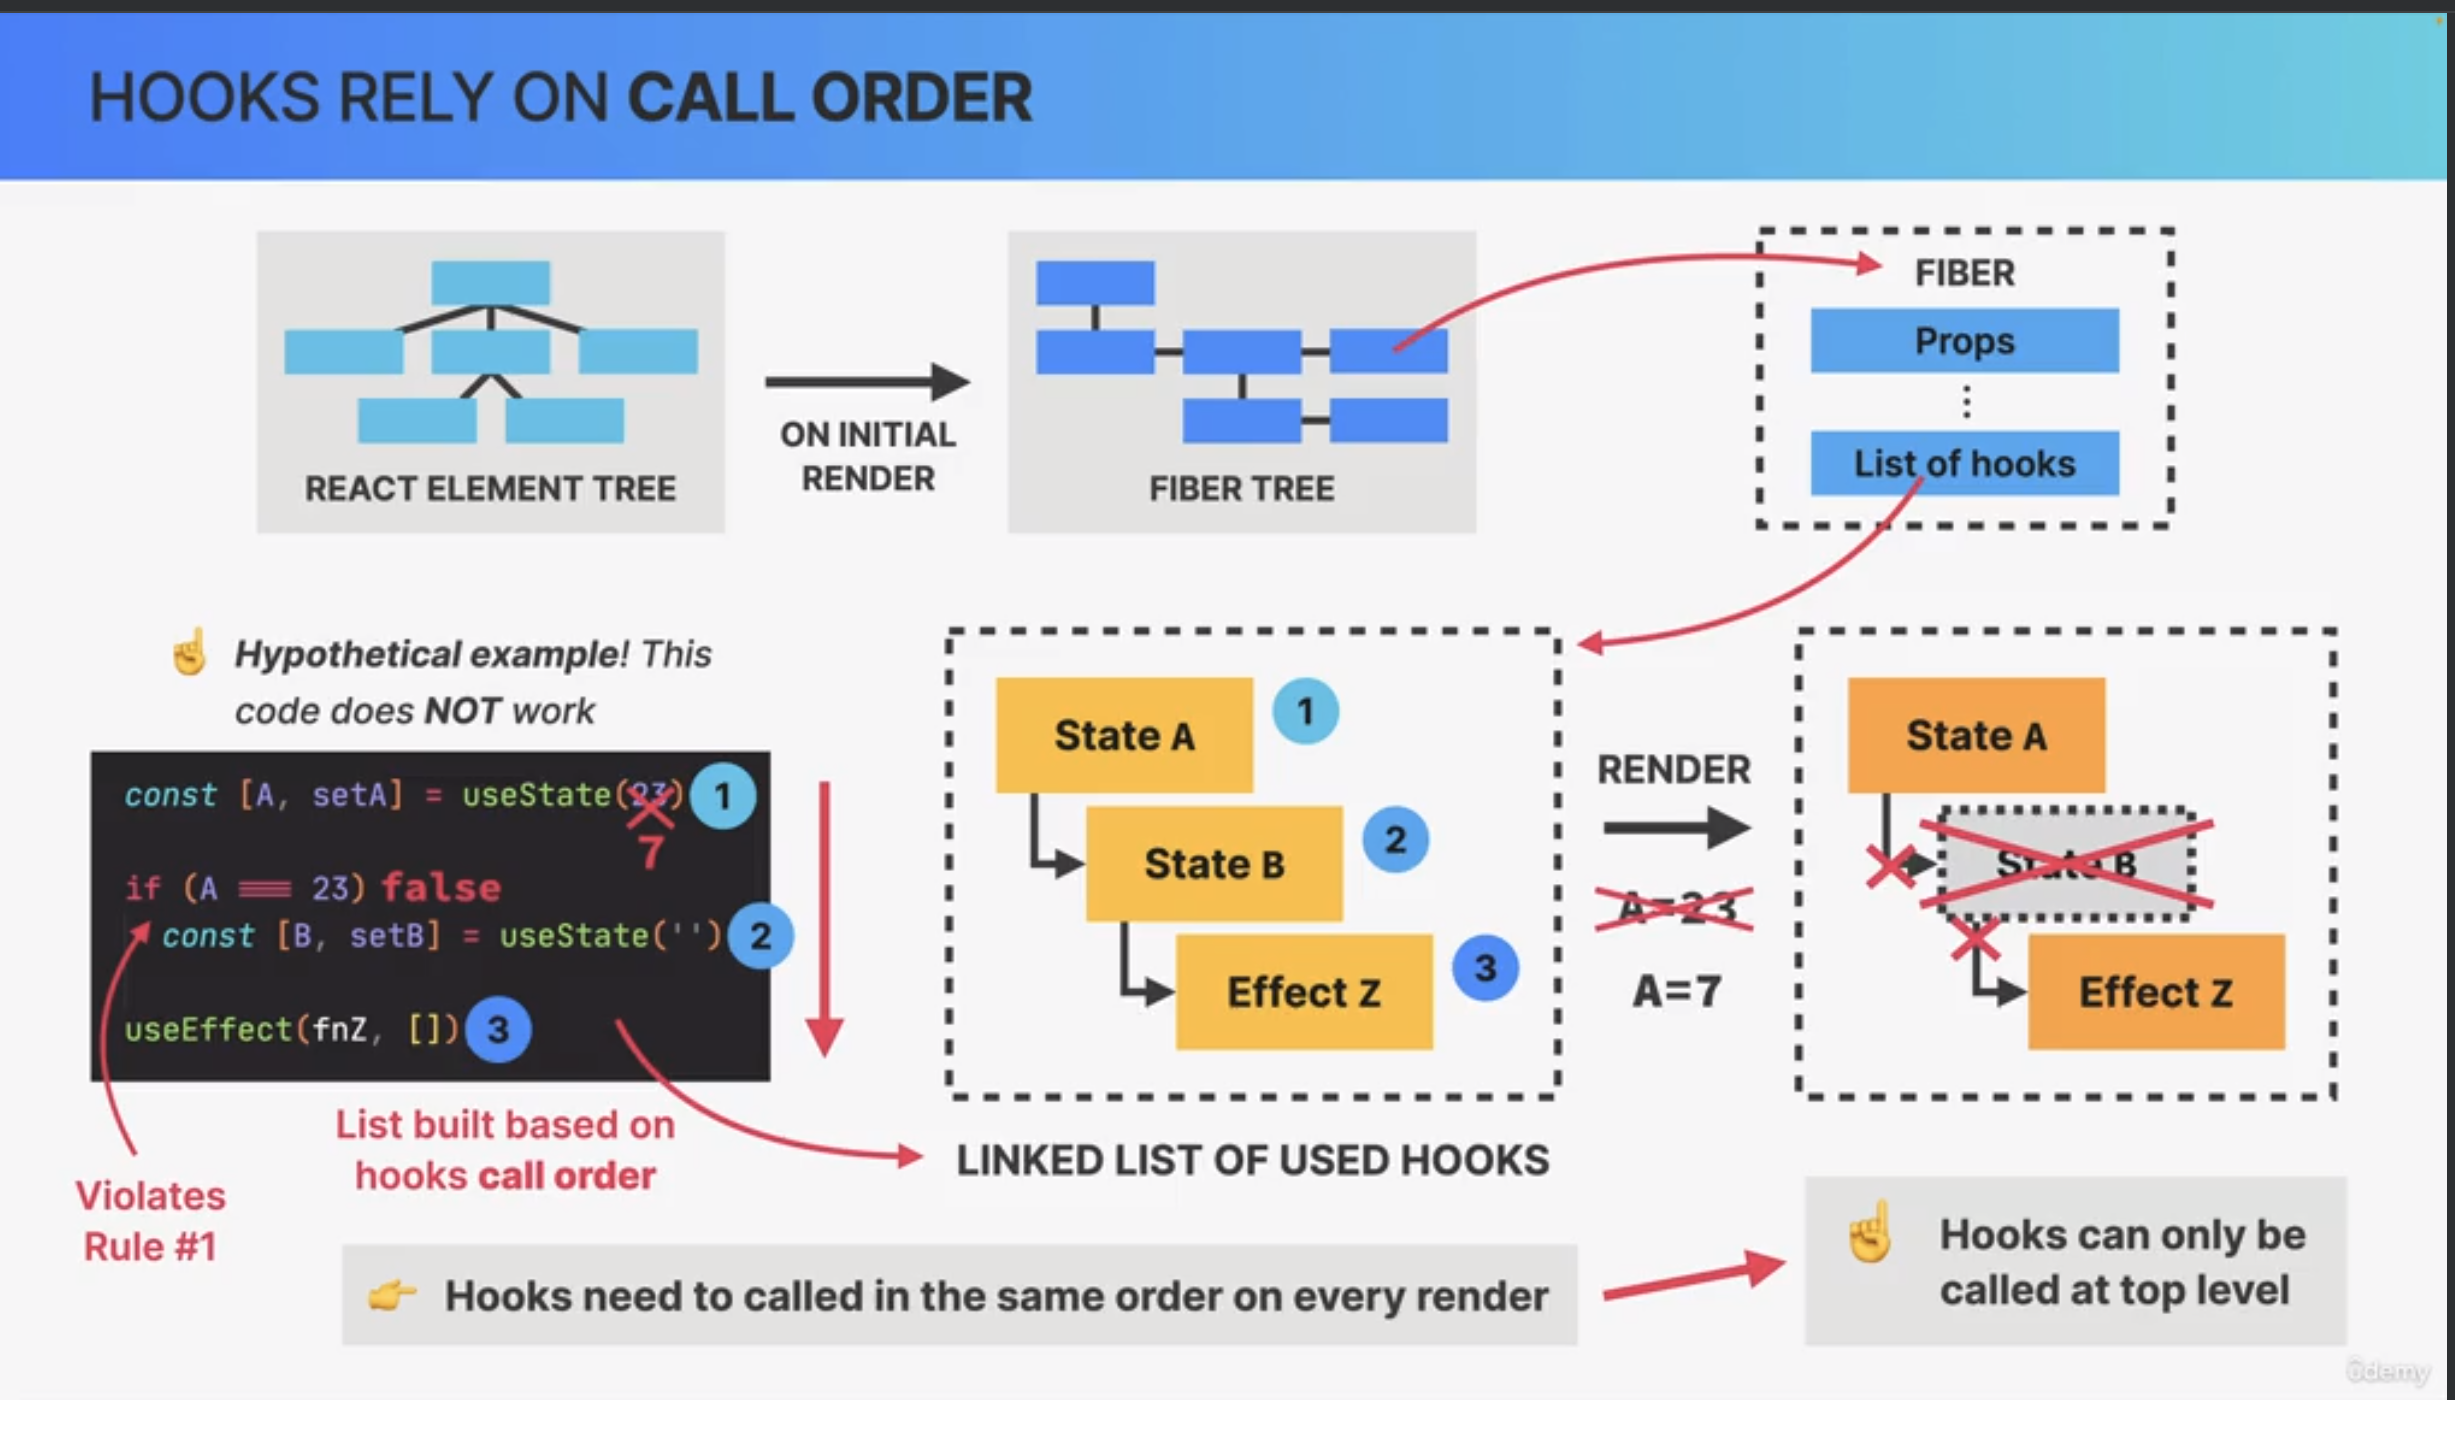 HOOKS RELY ON CALL ORDER
REACT ELEMENT TREE
ON INITIAL
RENDER
FIBER TREE
FIBER
Props
List of hooks
☝️ Hypothetical example! This
code does NOT work
const [A, setA] = useState(23) 1
7
if (A === 23) false
const [B, setB] = useState('') 2
useEffect(fnZ, []) 3
Violates
Rule #1
List built based on
hooks call order
State A 1
State B 2
Effect Z 3
LINKED LIST OF USED HOOKS
RENDER
A=23
A=7
State A
State B
Effect Z
👉 Hooks need to called in the same order on every render
☝️ Hooks can only be
called at top level
ûdemy